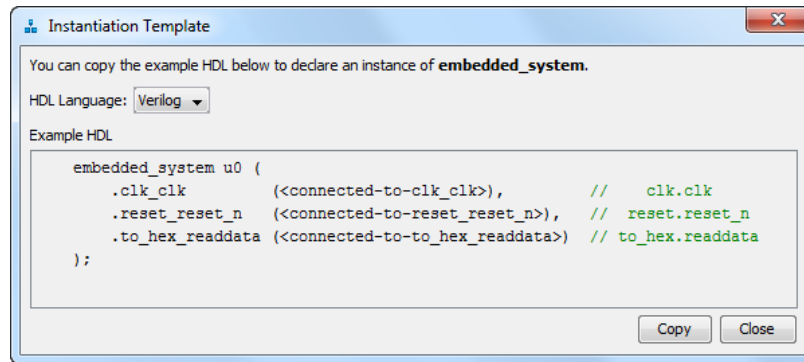 Instantiation Template
You can copy the example HDL below to declare an instance of embedded_system.
HDL Language: Verilog
Example HDL
embedded_system u0 (
.clk_clk (<connected-to-clk_clk>), // clk.clk
.reset_reset_n (<connected-to-reset_reset_n>), // reset.reset_n
.to_hex_readdata (<connected-to-to_hex_readdata>) // to_hex.readdata
);
Copy Close